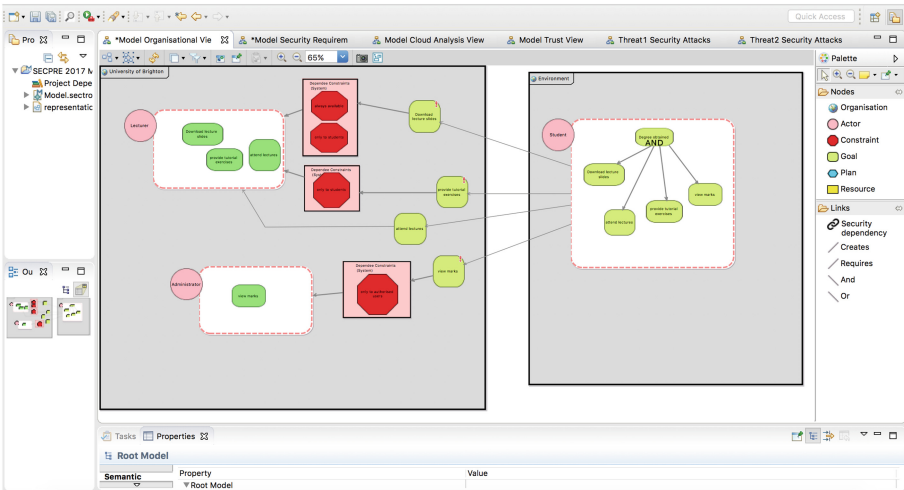 Quick Access
Pro
*Model Organisational Vie
*Model Security Requirem
Model Cloud Analysis View
Model Trust View
Threat1 Security Attacks
Threat2 Security Attacks
65%
SECPRE 2017 M
Project Depe
Model.sectro
representatic
Ou
University of Brighton
Lecturer
Download lecture
slides
provide tutorial
exercises
attend lectures
Dependee Constraints
(System)
always available
only to students
Dependee Constraints
(System)
only to students
Download
lecture slides
provide tutorial
exercises
attend lectures
view marks
Administrator
view marks
Dependee Constraints
(System)
only to authorised
users
Environment
Student
Degree obtained
AND
Download lecture
slides
attend lectures
provide tutorial
exercises
view marks
Palette
Nodes
Organisation
Actor
Constraint
Goal
Plan
Resource
Links
Security
dependency
Creates
Requires
And
Or
Tasks
Properties
Root Model
Semantic
Property
Value
Root Model